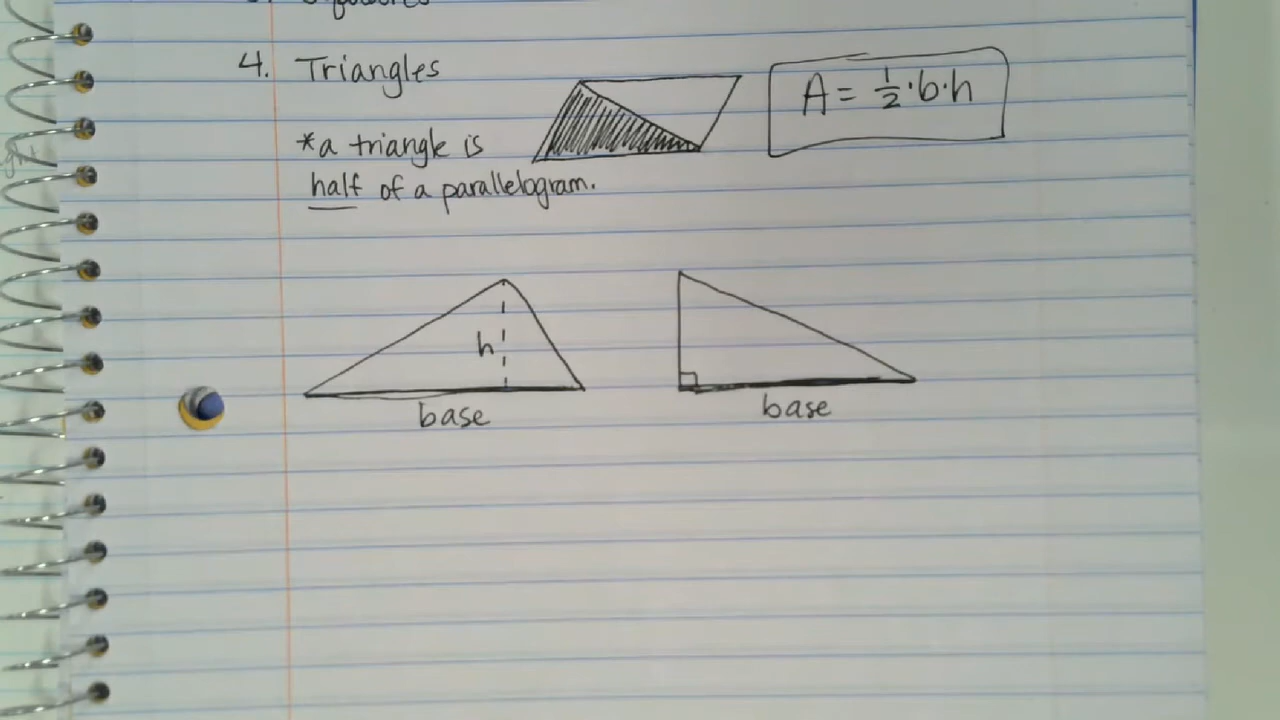 4. Triangles
A = 1/2 · b · h
*a triangle is
half of a parallelogram.
h
base
base